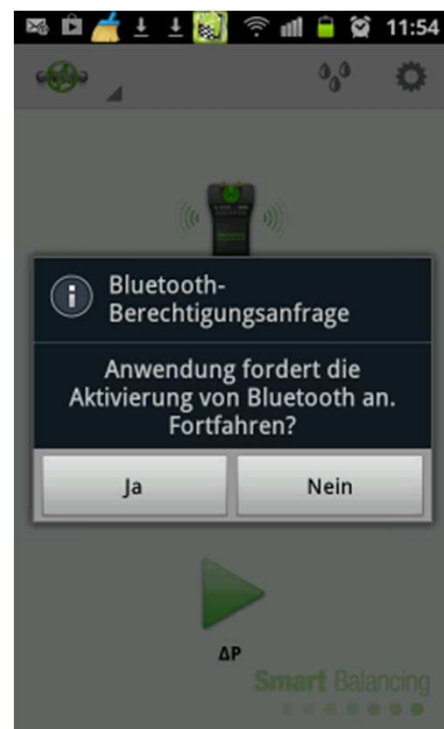 11:54
Bluetooth-
Berechtigungsanfrage
Anwendung fordert die
Aktivierung von Bluetooth an.
Fortfahren?
Ja Nein
ΔP
Smart Balancing